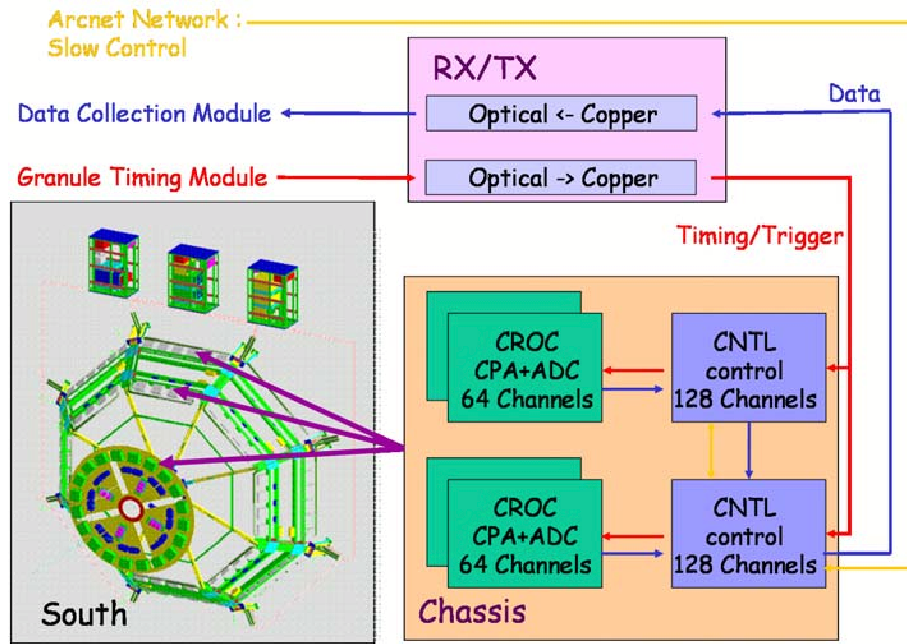 Arcnet Network :
Slow Control
RX/TX
Data Collection Module
Optical <- Copper
Data
Granule Timing Module
Optical -> Copper
Timing/Trigger
CROC
CPA+ADC
64 Channels
CNTL
control
128 Channels
CROC
CPA+ADC
64 Channels
CNTL
control
128 Channels
South
Chassis